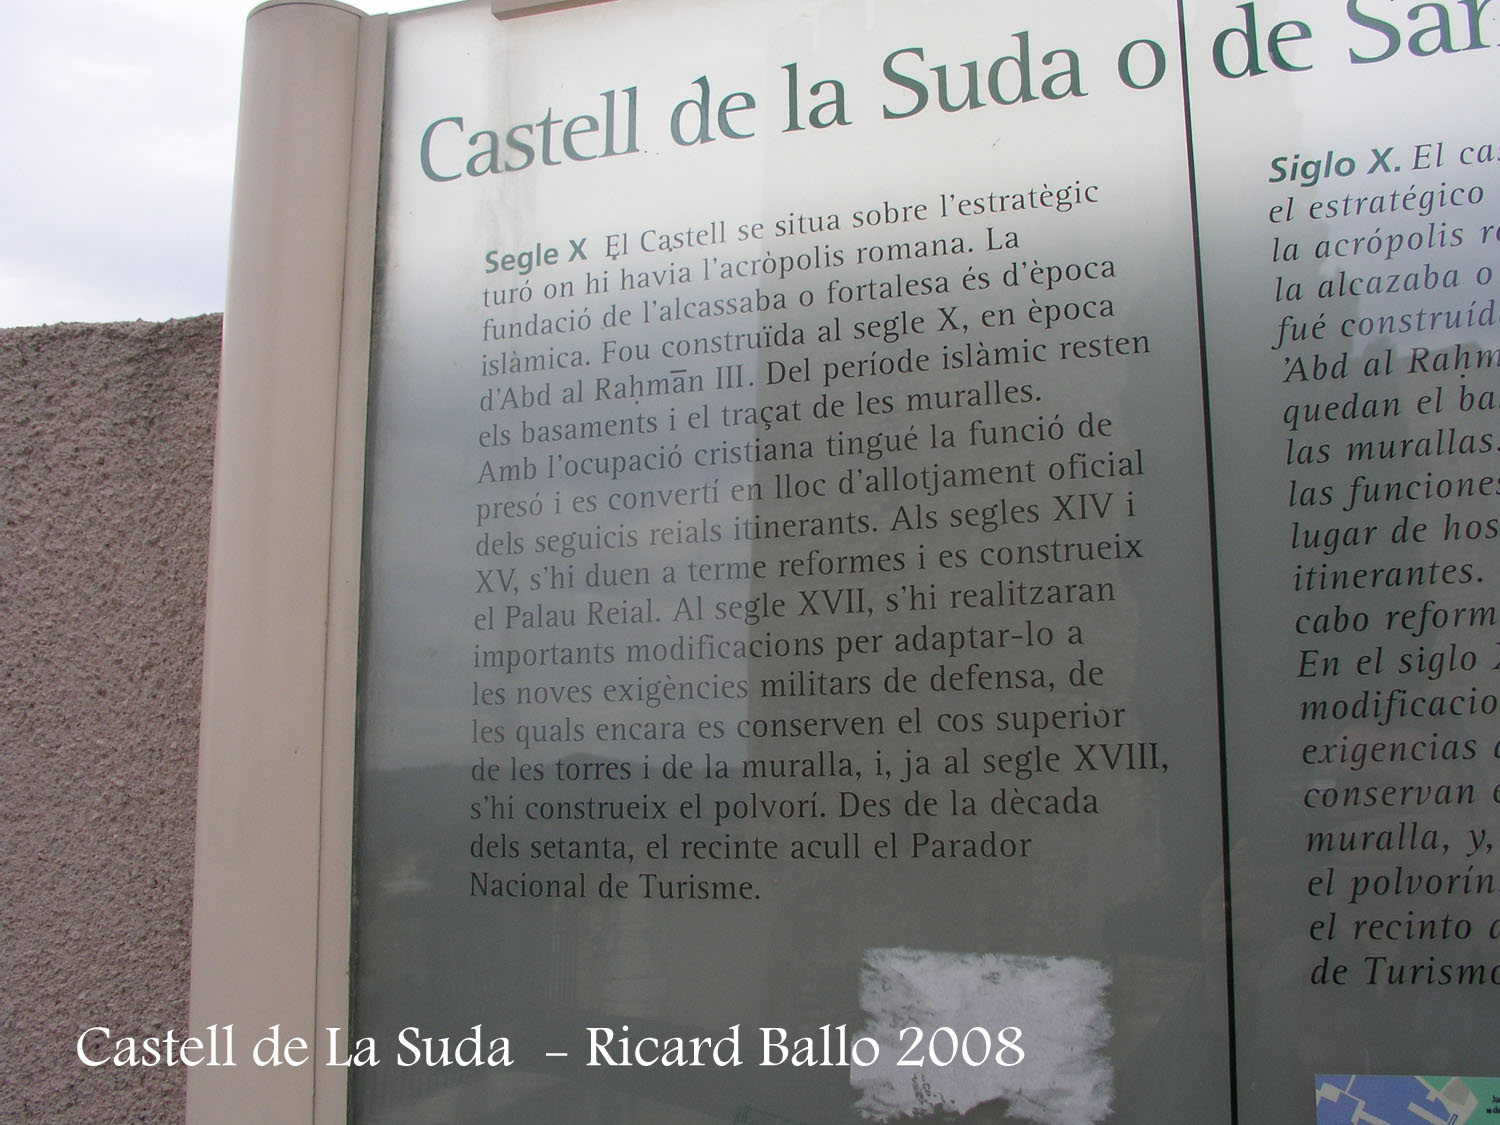 Castell de la Suda o de San
Segle X El Castell se situa sobre l'estratègic
turó on hi havia l'acròpolis romana. La
fundació de l'alcassaba o fortalesa és d'època
islàmica. Fou construïda al segle X, en època
d'Abd al Raḥmān III. Del període islàmic resten
els basaments i el traçat de les muralles.
Amb l'ocupació cristiana tingué la funció de
presó i es convertí en lloc d'allotjament oficial
dels seguicis reials itinerants. Als segles XIV i
XV, s'hi duen a terme reformes i es construeix
el Palau Reial. Al segle XVII, s'hi realitzaran
importants modificacions per adaptar-lo a
les noves exigències militars de defensa, de
les quals encara es conserven el cos superior
de les torres i de la muralla, i, ja al segle XVIII,
s'hi construeix el polvorí. Des de la dècada
dels setanta, el recinte acull el Parador
Nacional de Turisme.
Siglo X. El cas
el estratégico
la acrópolis ro
la alcazaba o
fué construíd
'Abd al Raḥm
quedan el ba
las murallas.
las funciones
lugar de hos
itinerantes.
cabo reform
En el siglo
modificacio
exigencias
conservan
muralla, y,
el polvorín
el recinto
de Turismo
Castell de La Suda – Ricard Ballo 2008